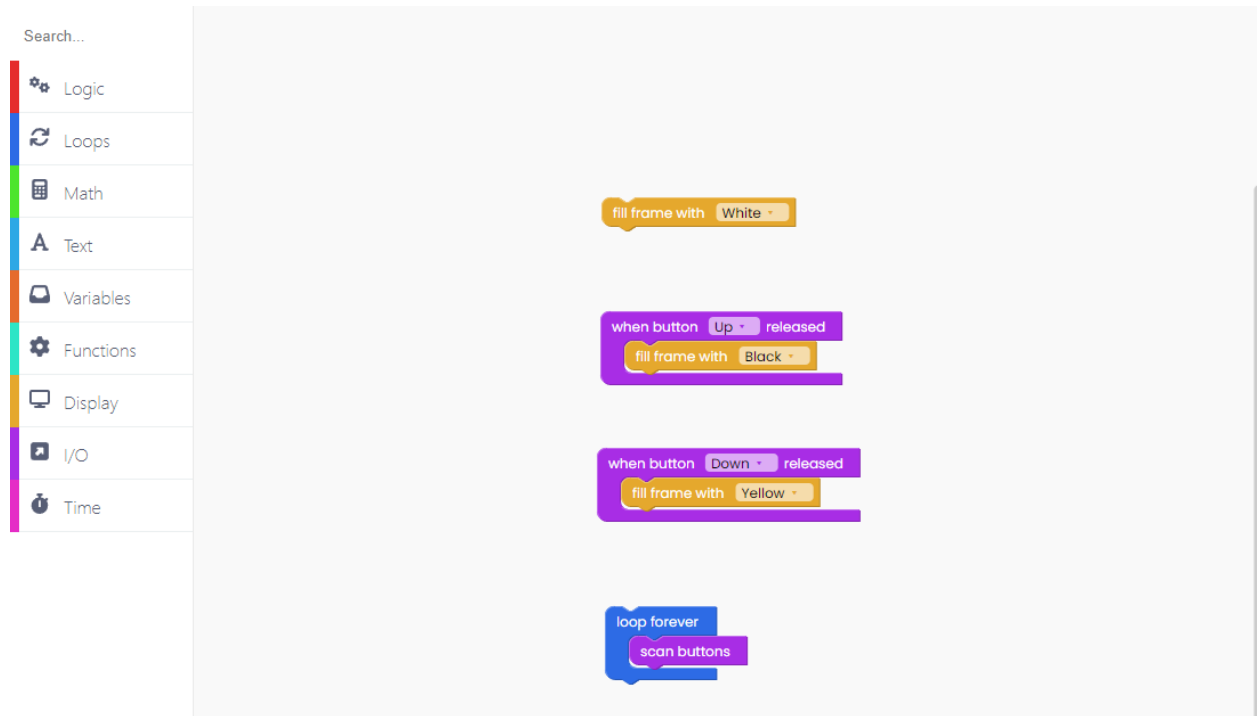 Search...
Logic
Loops
Math
Text
Variables
Functions
Display
I/O
Time
fill frame with White
when button Up released
fill frame with Black
when button Down released
fill frame with Yellow
loop forever
scan buttons